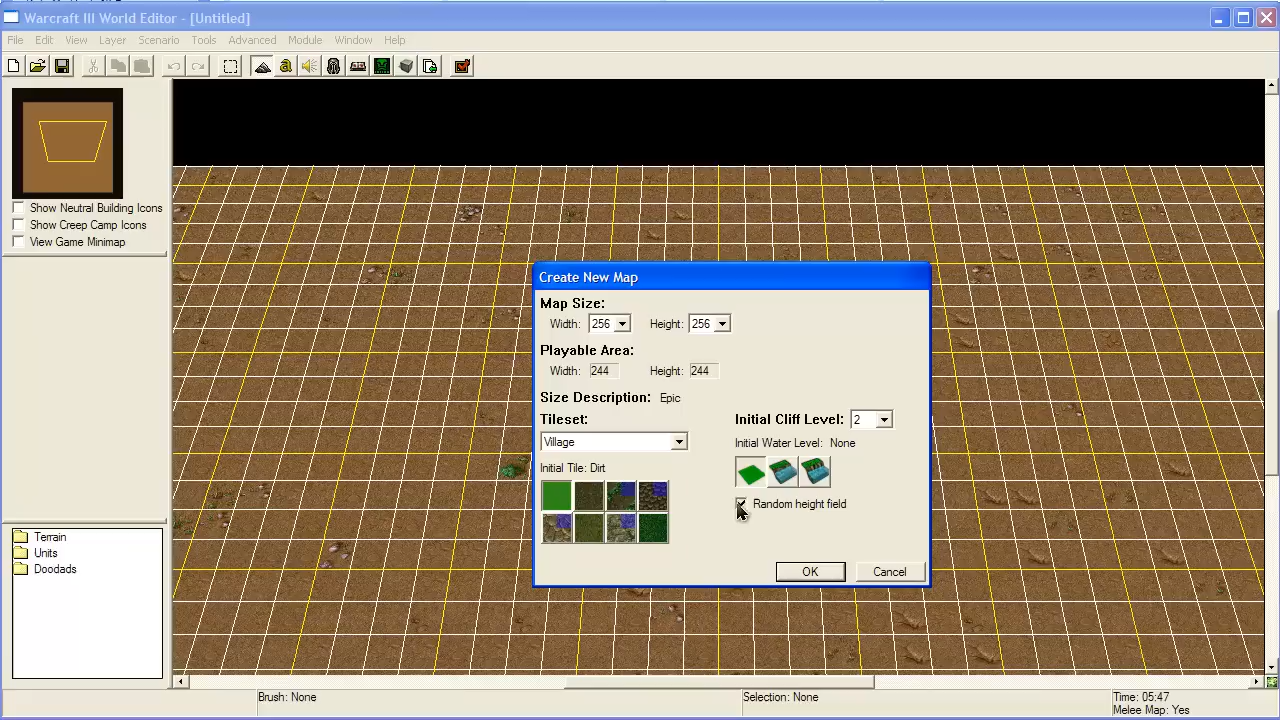 Warcraft III World Editor - [Untitled]
File Edit View Layer Scenario Tools Advanced Module Window Help
Show Neutral Building Icons
Show Creep Camp Icons
View Game Minimap
Create New Map
Map Size:
Width: 256 Height: 256
Playable Area:
Width: 244 Height: 244
Size Description: Epic
Tileset: Initial Cliff Level: 2
Village Initial Water Level: None
Initial Tile: Dirt
Random height field
OK Cancel
Terrain
Units
Doodads
Brush: None Selection: None Time: 05:47
Melee Map: Yes